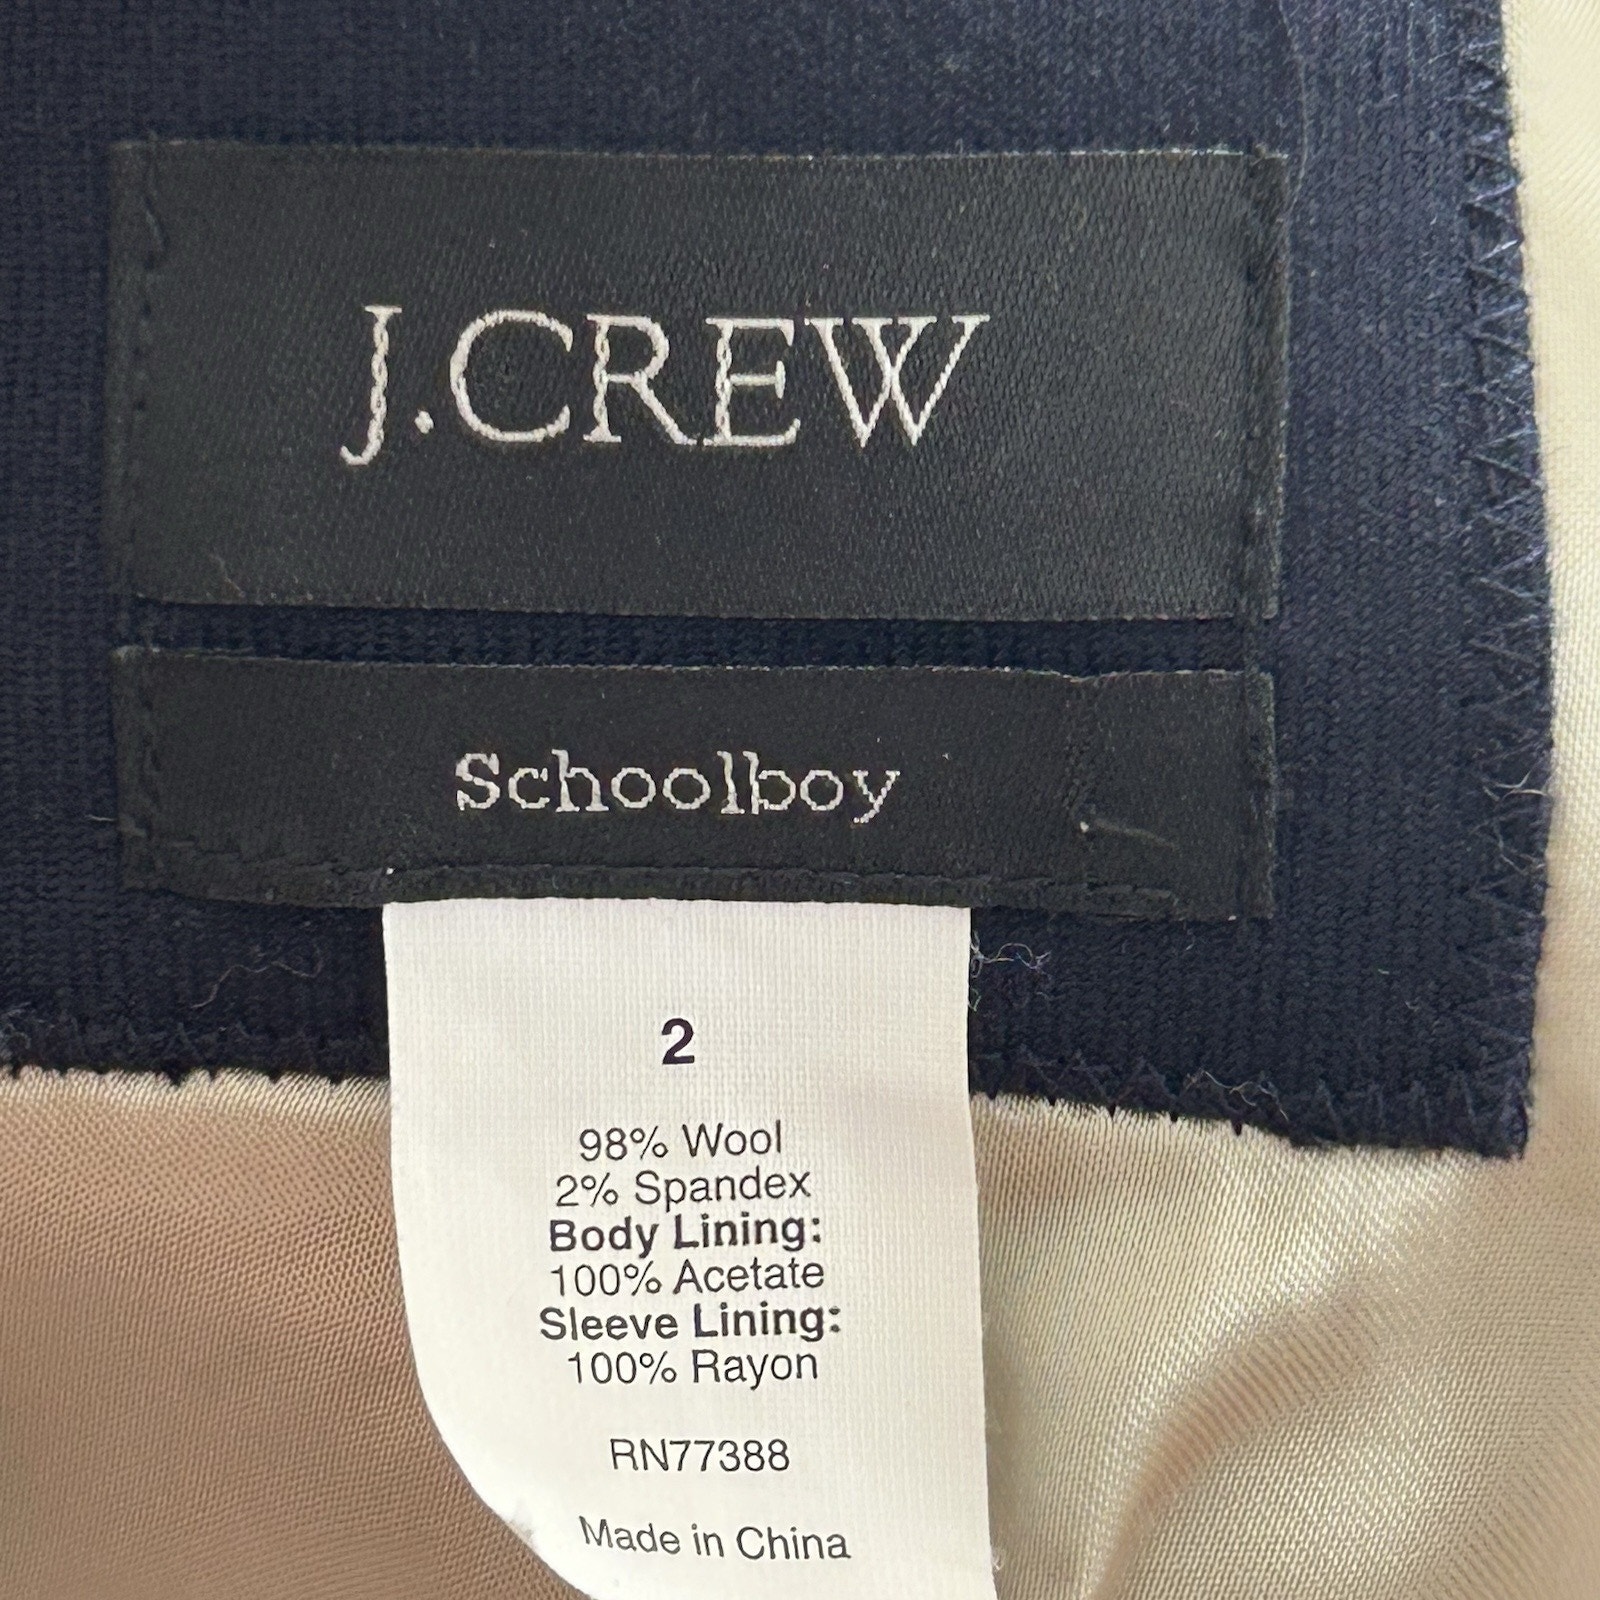 J.CREW
Schoolboy
2
98% Wool
2% Spandex
Body Lining:
100% Acetate
Sleeve Lining:
100% Rayon
RN77388
Made in China